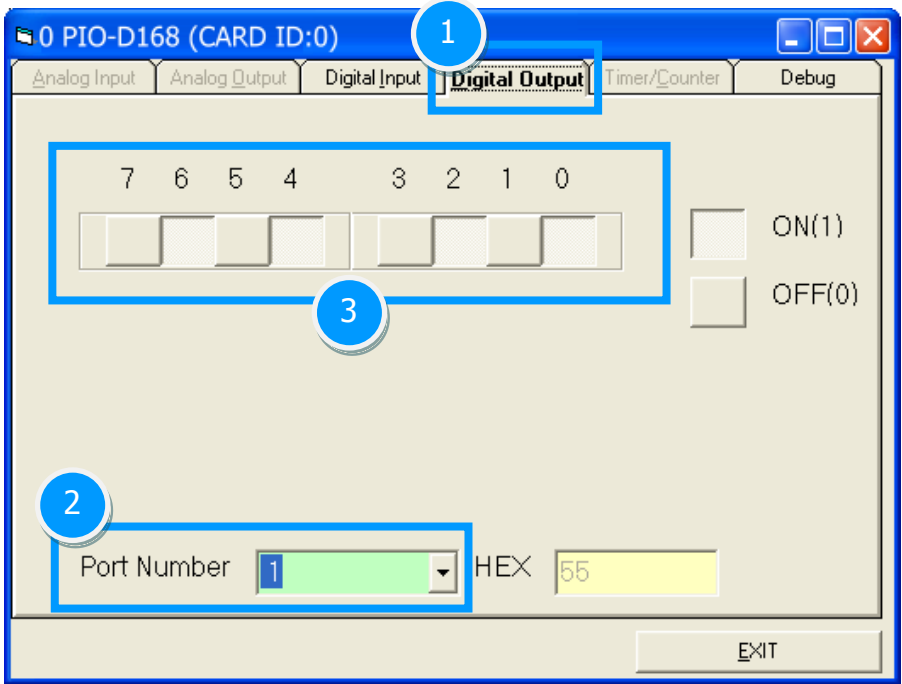 0 PIO-D168 (CARD ID:0)
1
Analog Input Analog Output Digital Input Digital Output Timer/Counter Debug
7 6 5 4 3 2 1 0
ON(1)
OFF(0)
3
2
Port Number 1 HEX 55
EXIT